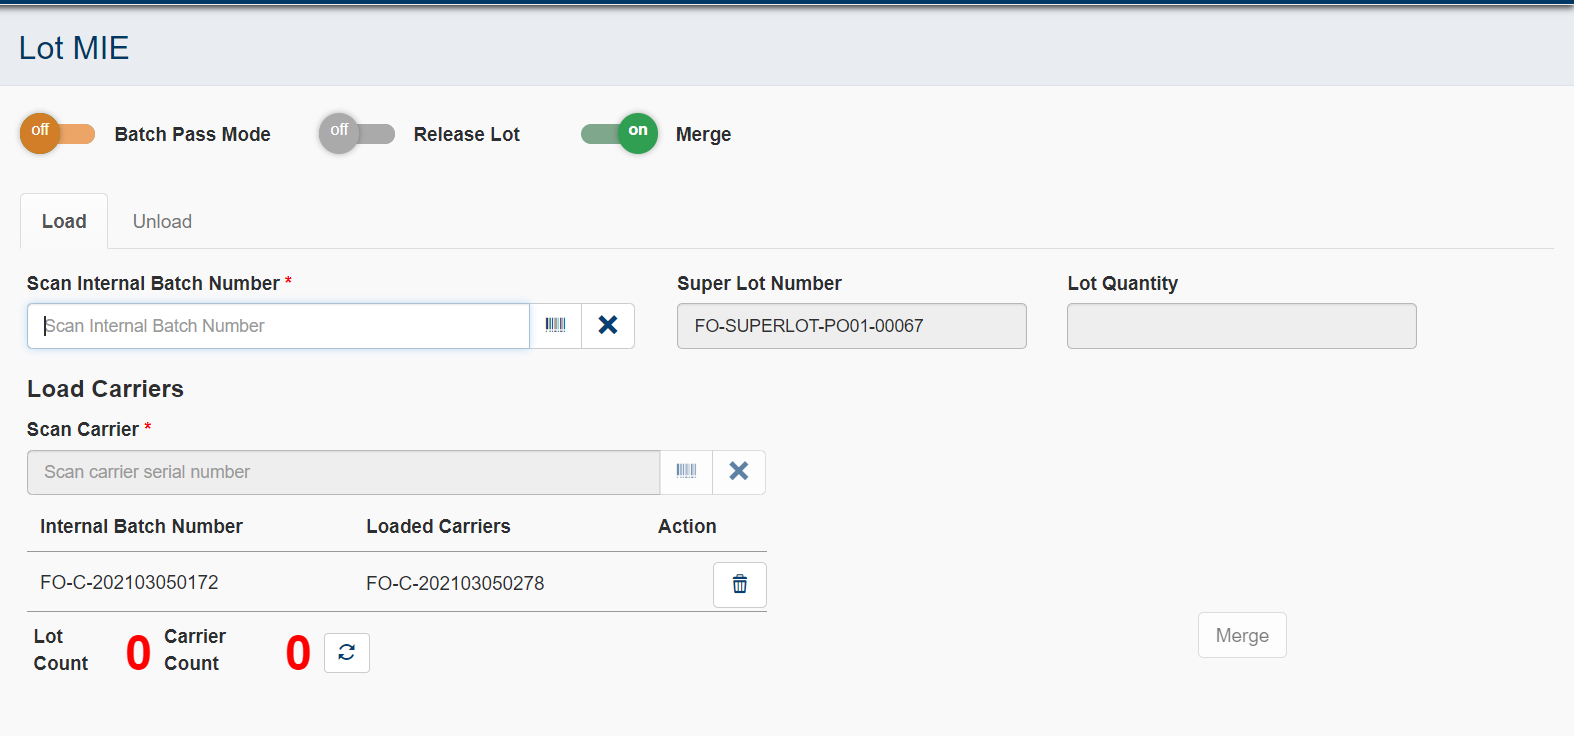 Lot MIE
off Batch Pass Mode off Release Lot on Merge
Load Unload
Scan Internal Batch Number * Super Lot Number Lot Quantity
Scan Internal Batch Number FO-SUPERLOT-PO01-00067
Load Carriers
Scan Carrier *
Scan carrier serial number
Internal Batch Number Loaded Carriers Action
FO-C-202103050172 FO-C-202103050278
Lot Count 0 Carrier Count 0
Merge